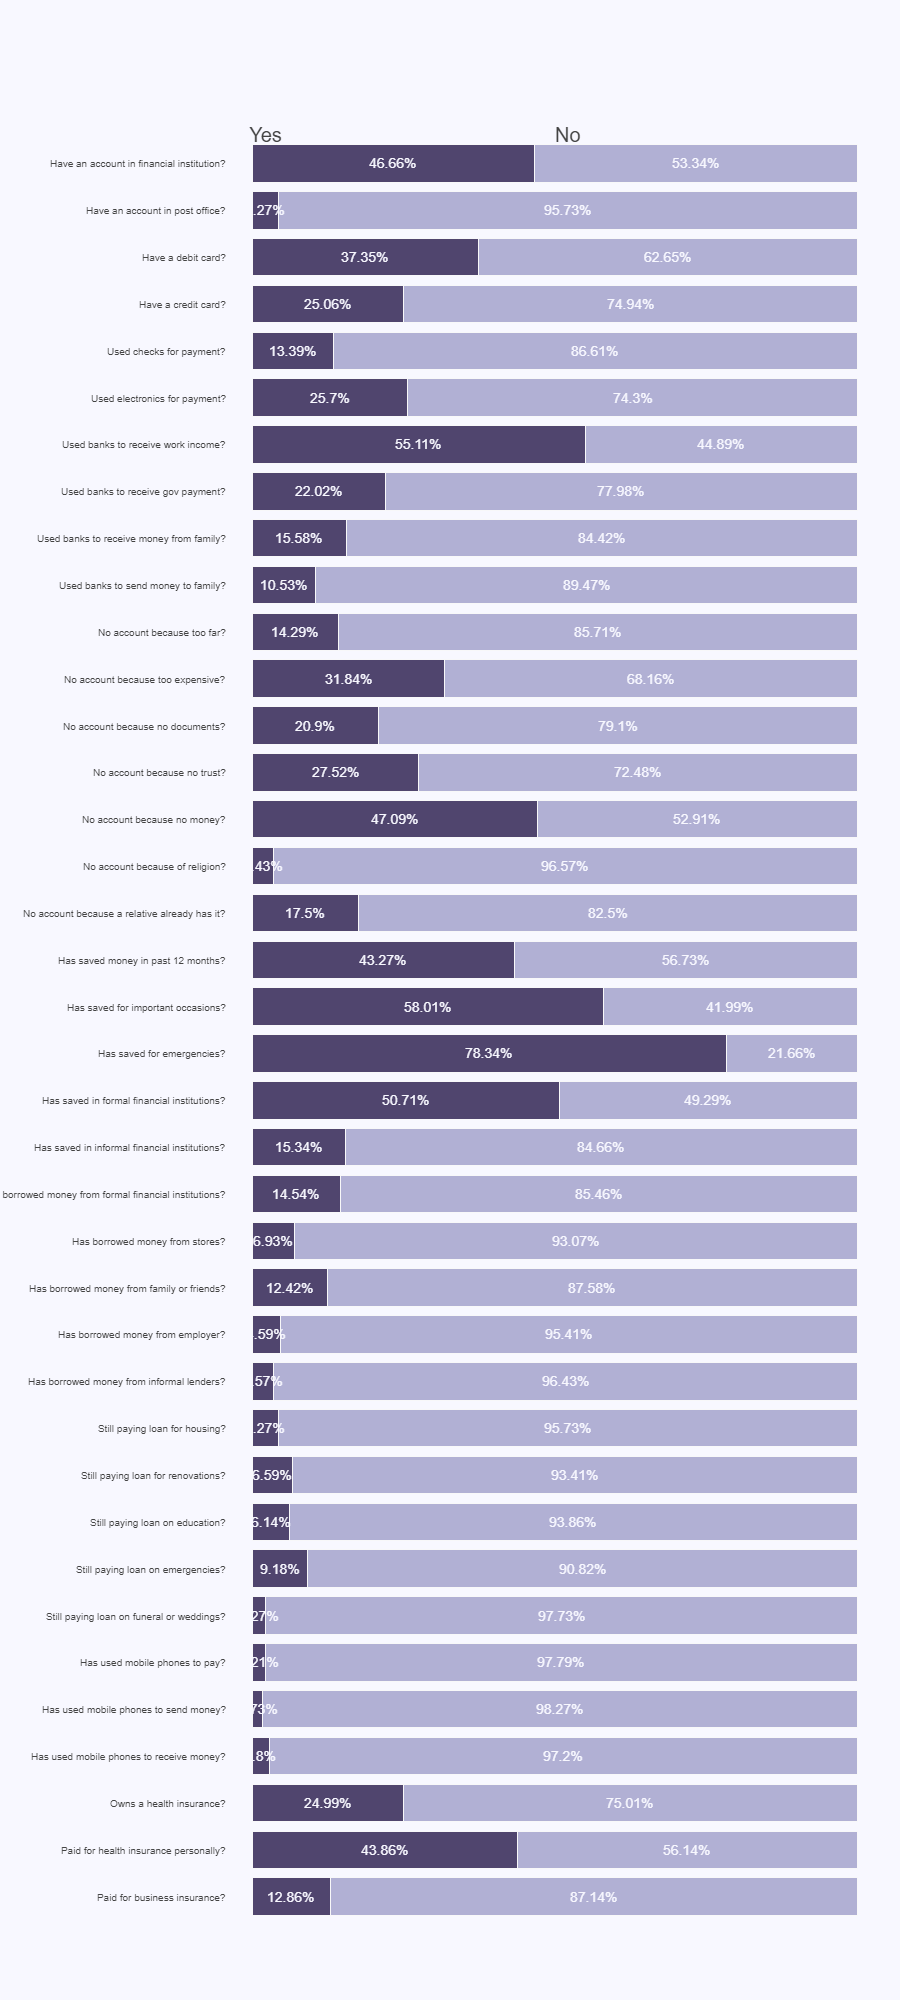 Yes No
Have an account in financial institution? 46.66% 53.34%
Have an account in post office? .27% 95.73%
Have a debit card? 37.35% 62.65%
Have a credit card? 25.06% 74.94%
Used checks for payment? 13.39% 86.61%
Used electronics for payment? 25.7% 74.3%
Used banks to receive work income? 55.11% 44.89%
Used banks to receive gov payment? 22.02% 77.98%
Used banks to receive money from family? 15.58% 84.42%
Used banks to send money to family? 10.53% 89.47%
No account because too far? 14.29% 85.71%
No account because too expensive? 31.84% 68.16%
No account because no documents? 20.9% 79.1%
No account because no trust? 27.52% 72.48%
No account because no money? 47.09% 52.91%
No account because of religion? .43% 96.57%
No account because a relative already has it? 17.5% 82.5%
Has saved money in past 12 months? 43.27% 56.73%
Has saved for important occasions? 58.01% 41.99%
Has saved for emergencies? 78.34% 21.66%
Has saved in formal financial institutions? 50.71% 49.29%
Has saved in informal financial institutions? 15.34% 84.66%
borrowed money from formal financial institutions? 14.54% 85.46%
Has borrowed money from stores? 6.93% 93.07%
Has borrowed money from family or friends? 12.42% 87.58%
Has borrowed money from employer? .59% 95.41%
Has borrowed money from informal lenders? .57% 96.43%
Still paying loan for housing? .27% 95.73%
Still paying loan for renovations? 6.59% 93.41%
Still paying loan on education? 6.14% 93.86%
Still paying loan on emergencies? 9.18% 90.82%
Still paying loan on funeral or weddings? 27% 97.73%
Has used mobile phones to pay? 21% 97.79%
Has used mobile phones to send money? 73% 98.27%
Has used mobile phones to receive money? .8% 97.2%
Owns a health insurance? 24.99% 75.01%
Paid for health insurance personally? 43.86% 56.14%
Paid for business insurance? 12.86% 87.14%